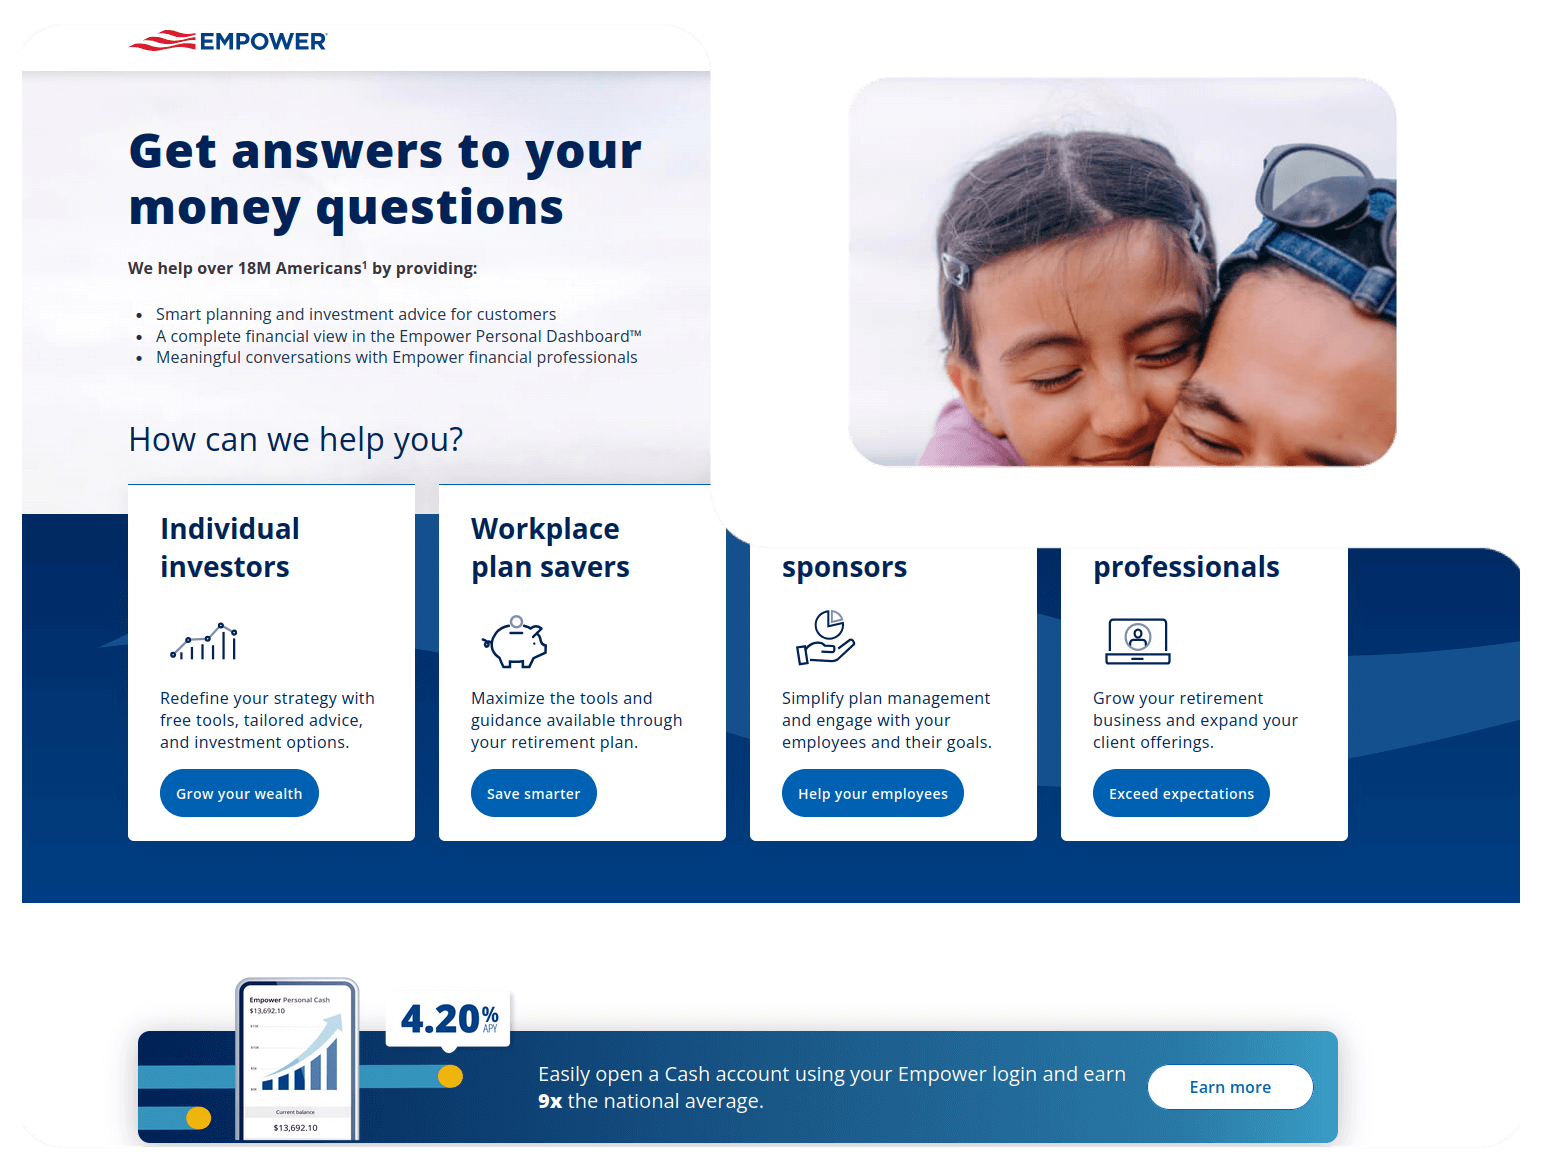 EMPOWER
Get answers to your
money questions
We help over 18M Americans¹ by providing:
• Smart planning and investment advice for customers
• A complete financial view in the Empower Personal Dashboard™
• Meaningful conversations with Empower financial professionals
How can we help you?
Individual
investors
Redefine your strategy with
free tools, tailored advice,
and investment options.
Grow your wealth
Workplace
plan savers
Maximize the tools and
guidance available through
your retirement plan.
Save smarter
sponsors
Simplify plan management
and engage with your
employees and their goals.
Help your employees
professionals
Grow your retirement
business and expand your
client offerings.
Exceed expectations
Empower Personal Cash
$13,692.10
Current balance
$13,692.10
4.20% APY
Easily open a Cash account using your Empower login and earn
9x the national average.
Earn more